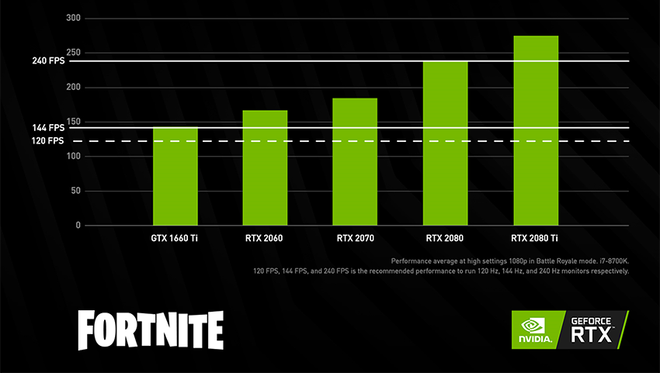 300
250
240 FPS
200
150
144 FPS
120 FPS
100
50
0
GTX 1660 Ti RTX 2060 RTX 2070 RTX 2080 RTX 2080 Ti
Performance average at high settings 1080p in Battle Royale mode. i7-8700K.
120 FPS, 144 FPS, and 240 FPS is the recommended performance to run 120 Hz, 144 Hz, and 240 Hz monitors respectively.
FORTNITE
NVIDIA.
GEFORCE
RTX™